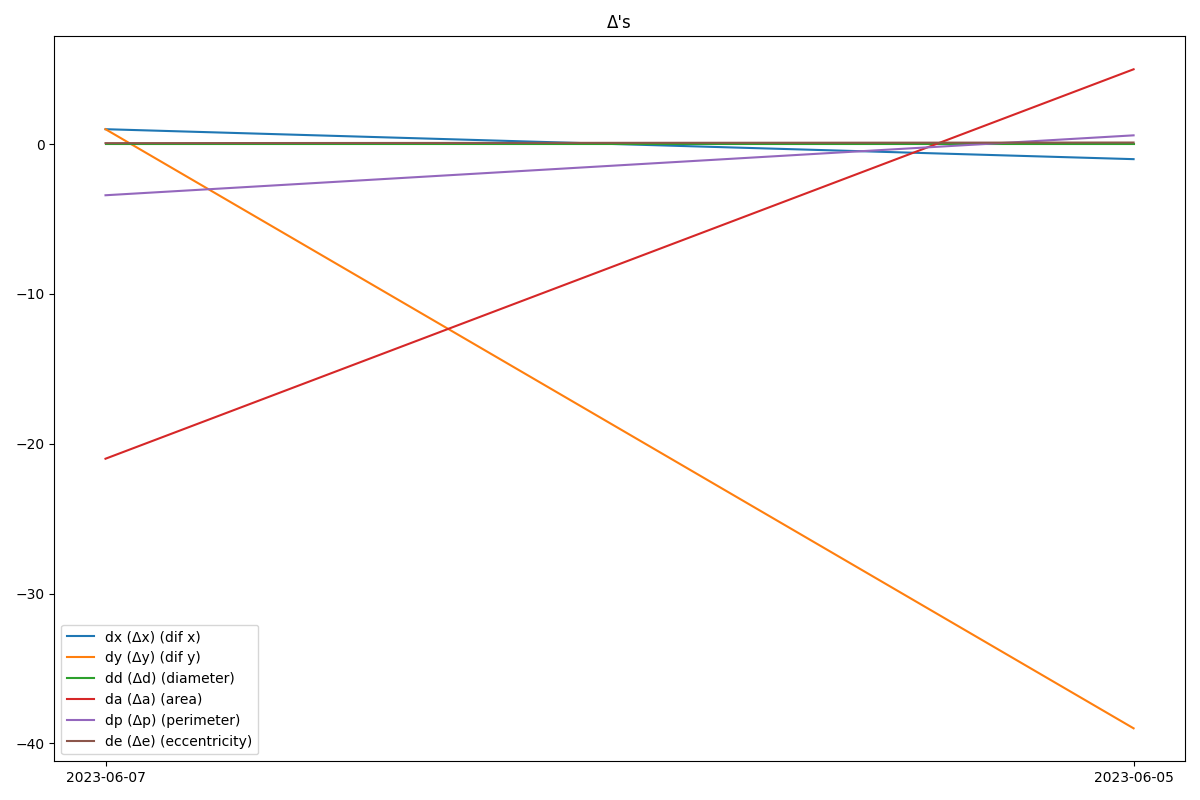 Δ's
0
−10
−20
−30
−40
dx (Δx) (dif x)
dy (Δy) (dif y)
dd (Δd) (diameter)
da (Δa) (area)
dp (Δp) (perimeter)
de (Δe) (eccentricity)
2023-06-07
2023-06-05